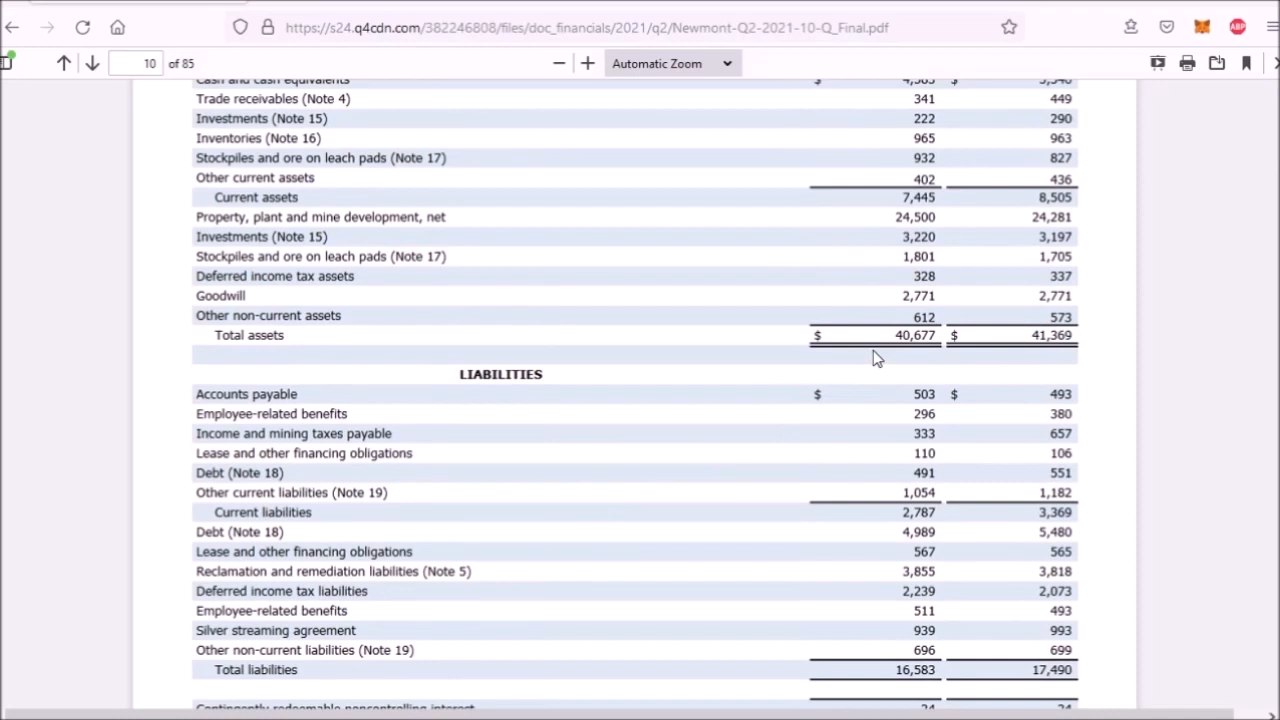 https://s24.q4cdn.com/382246808/files/doc_financials/2021/q2/Newmont-Q2-2021-10-Q_Final.pdf
ABP
10 of 85 Automatic Zoom
Cash and cash equivalents $ $
Trade receivables (Note 4) 341 449
Investments (Note 15) 222 290
Inventories (Note 16) 965 963
Stockpiles and ore on leach pads (Note 17) 932 827
Other current assets 402 436
Current assets 7,445 8,505
Property, plant and mine development, net 24,500 24,281
Investments (Note 15) 3,220 3,197
Stockpiles and ore on leach pads (Note 17) 1,801 1,705
Deferred income tax assets 328 337
Goodwill 2,771 2,771
Other non-current assets 612 573
Total assets $ 40,677 $ 41,369
LIABILITIES
Accounts payable $ 503 $ 493
Employee-related benefits 296 380
Income and mining taxes payable 333 657
Lease and other financing obligations 110 106
Debt (Note 18) 491 551
Other current liabilities (Note 19) 1,054 1,182
Current liabilities 2,787 3,369
Debt (Note 18) 4,989 5,480
Lease and other financing obligations 567 565
Reclamation and remediation liabilities (Note 5) 3,855 3,818
Deferred income tax liabilities 2,239 2,073
Employee-related benefits 511 493
Silver streaming agreement 939 993
Other non-current liabilities (Note 19) 696 699
Total liabilities 16,583 17,490
Contingently redeemable noncontrolling interest